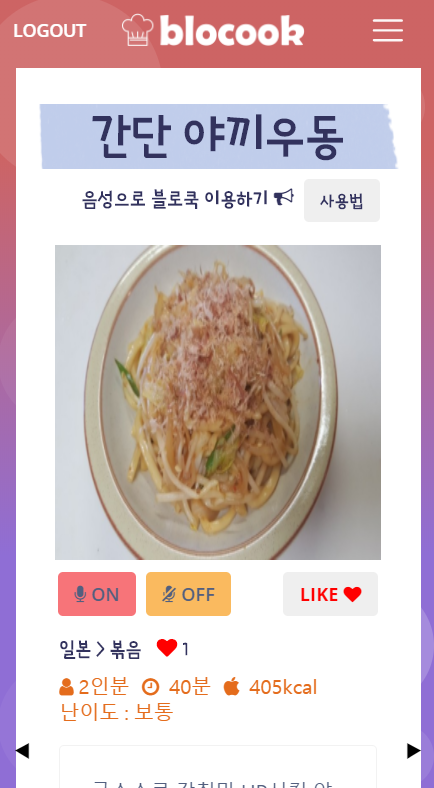 LOGOUT
blocook
간단 야끼우동
음성으로 블로쿡 이용하기
사용법
ON
OFF
LIKE
일본 > 볶음
1
2인분
40분
405kcal
난이도 : 보통